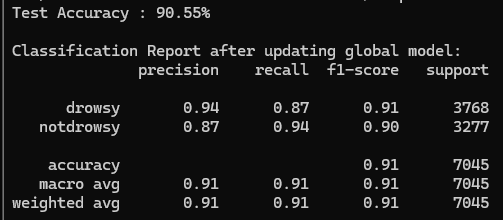 Test Accuracy : 90.55%
Classification Report after updating global model:
precision recall f1-score support
drowsy 0.94 0.87 0.91 3768
notdrowsy 0.87 0.94 0.90 3277
accuracy 0.91 7045
macro avg 0.91 0.91 0.91 7045
weighted avg 0.91 0.91 0.91 7045